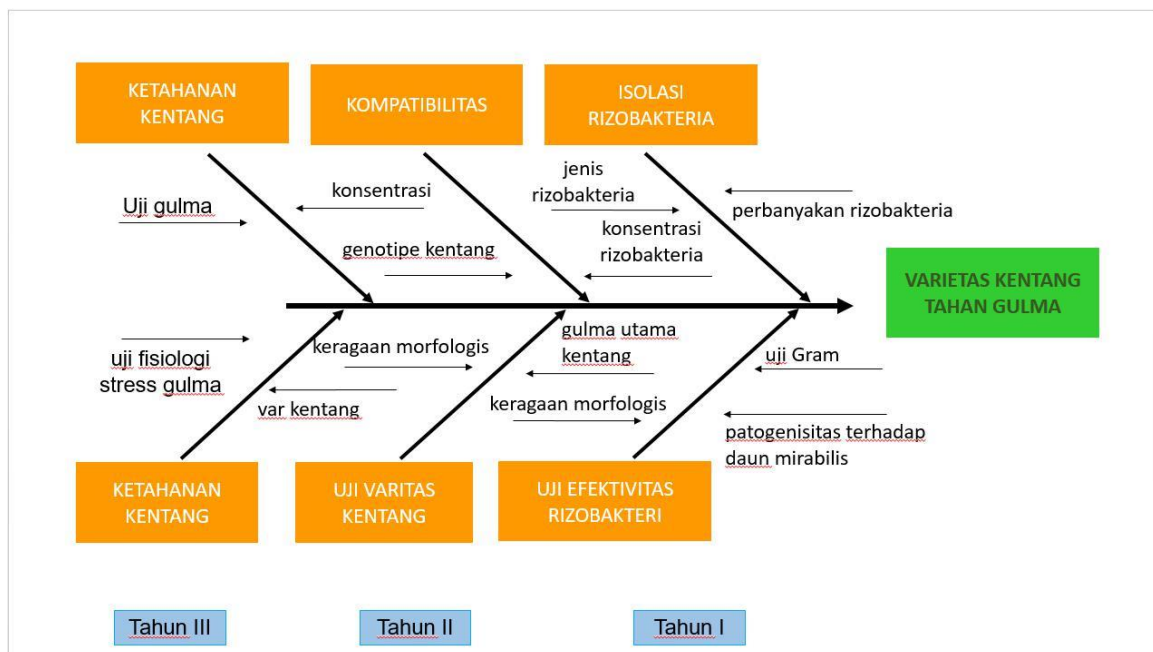 KETAHANAN
KENTANG
KOMPATIBILITAS
ISOLASI
RIZOBAKTERIA
Uji gulma
konsentrasi
genotipe kentang
jenis
rizobakteria
konsentrasi
rizobakteria
perbanyakan rizobakteria
VARIETAS KENTANG
TAHAN GULMA
uji fisiologi
stress gulma
keragaan morfologis
var kentang
gulma utama
kentang
keragaan morfologis
uji Gram
patogenisitas terhadap
daun mirabilis
KETAHANAN
KENTANG
UJI VARITAS
KENTANG
UJI EFEKTIVITAS
RIZOBAKTERI
Tahun III
Tahun II
Tahun I